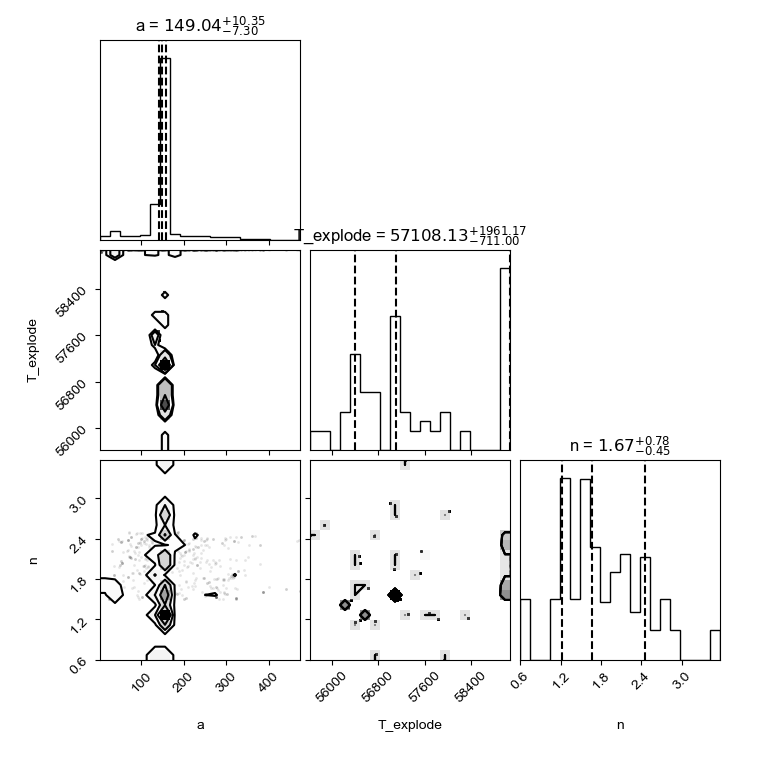 a = 149.04+10.35 −7.30
T_explode = 57108.13+1961.17 −711.00
58400
57600
56800
56000
T_explode
n = 1.67+0.78 −0.45
3.0
2.4
1.8
1.2
0.6
n
100
200
300
400
56000
56800
57600
58400
0.6
1.2
1.8
2.4
3.0
a
T_explode
n